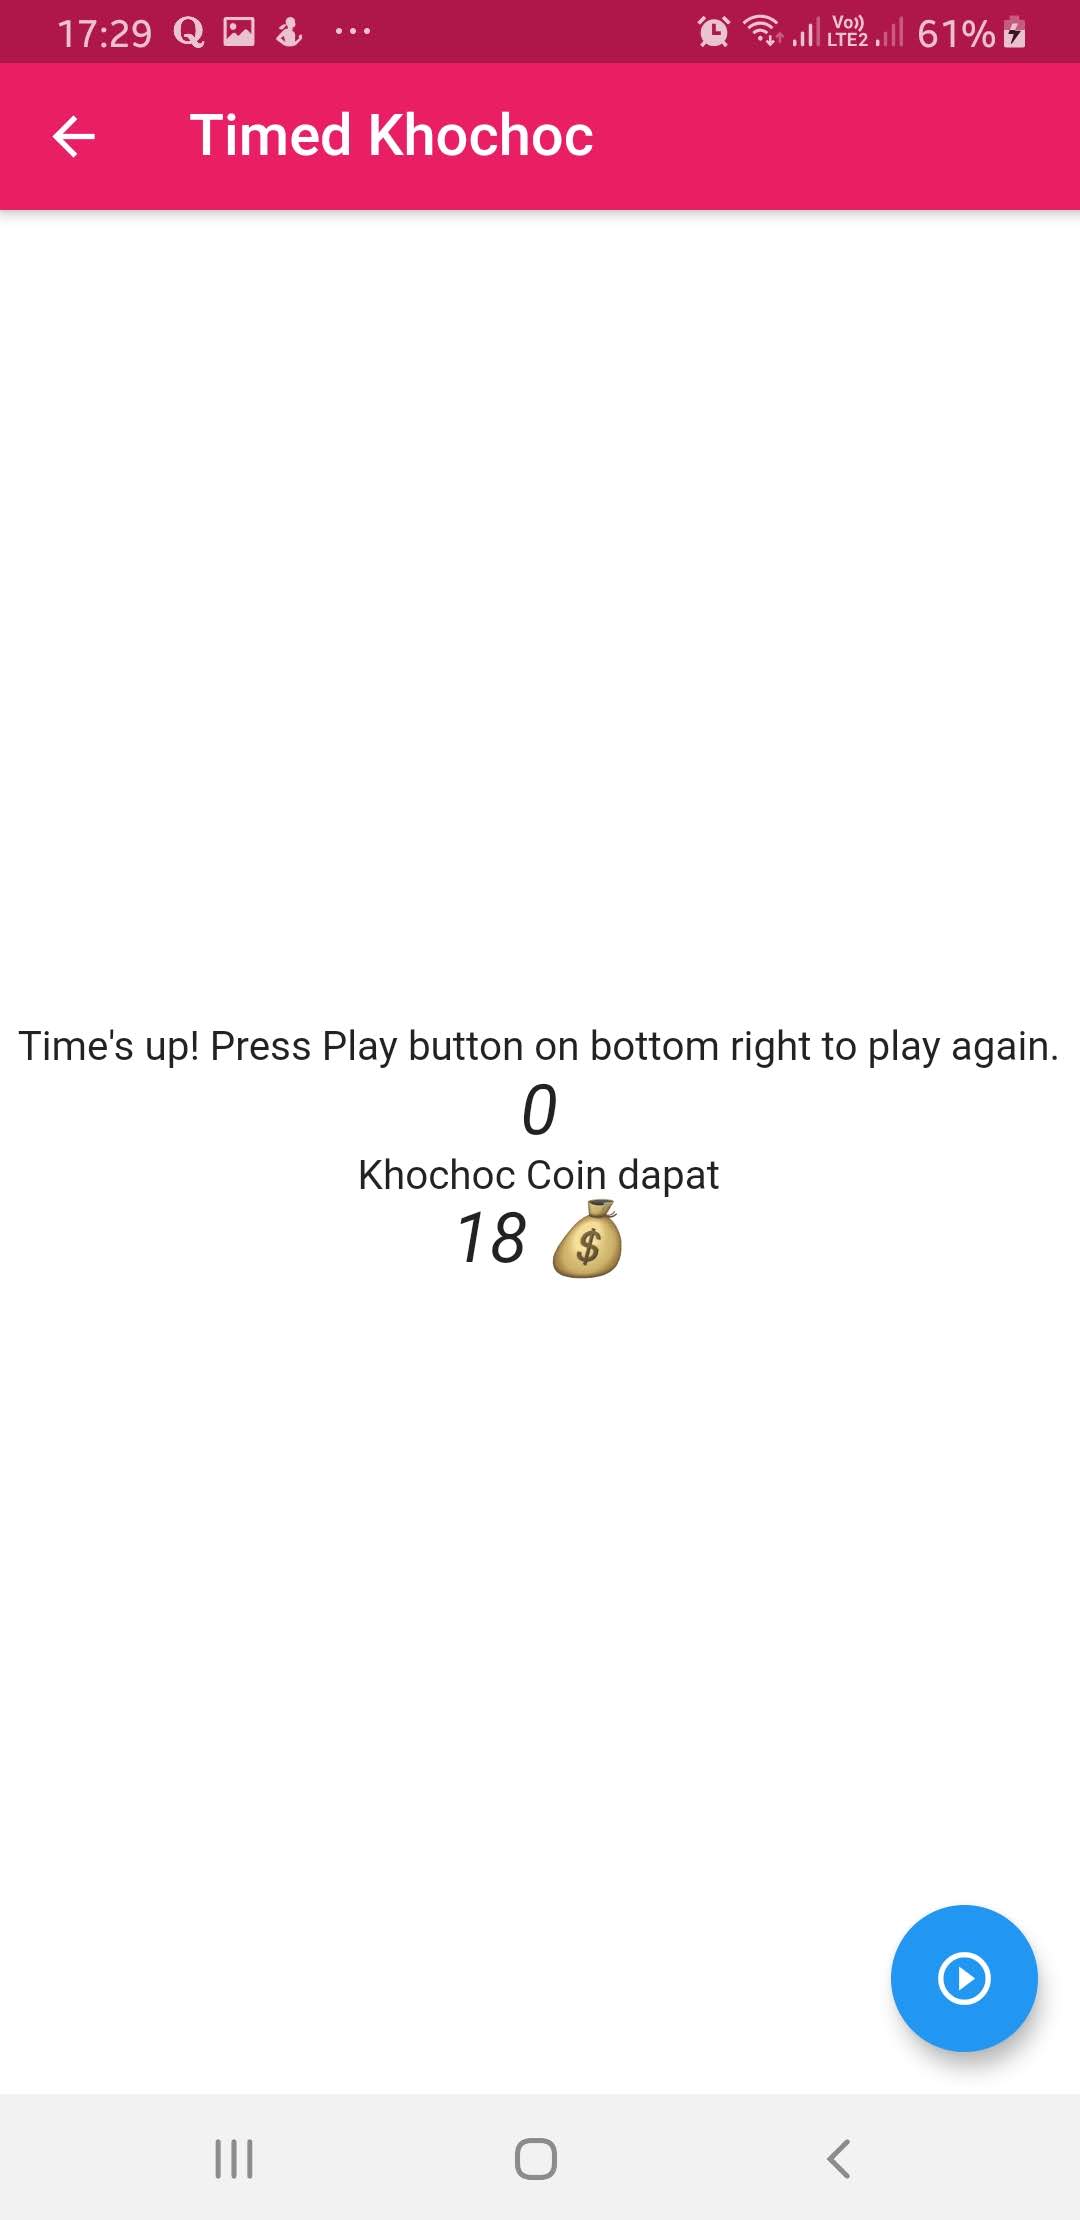 17:29 Vo)) LTE2 61%
Timed Khochoc
Time's up! Press Play button on bottom right to play again.
0
Khochoc Coin dapat
18 💰